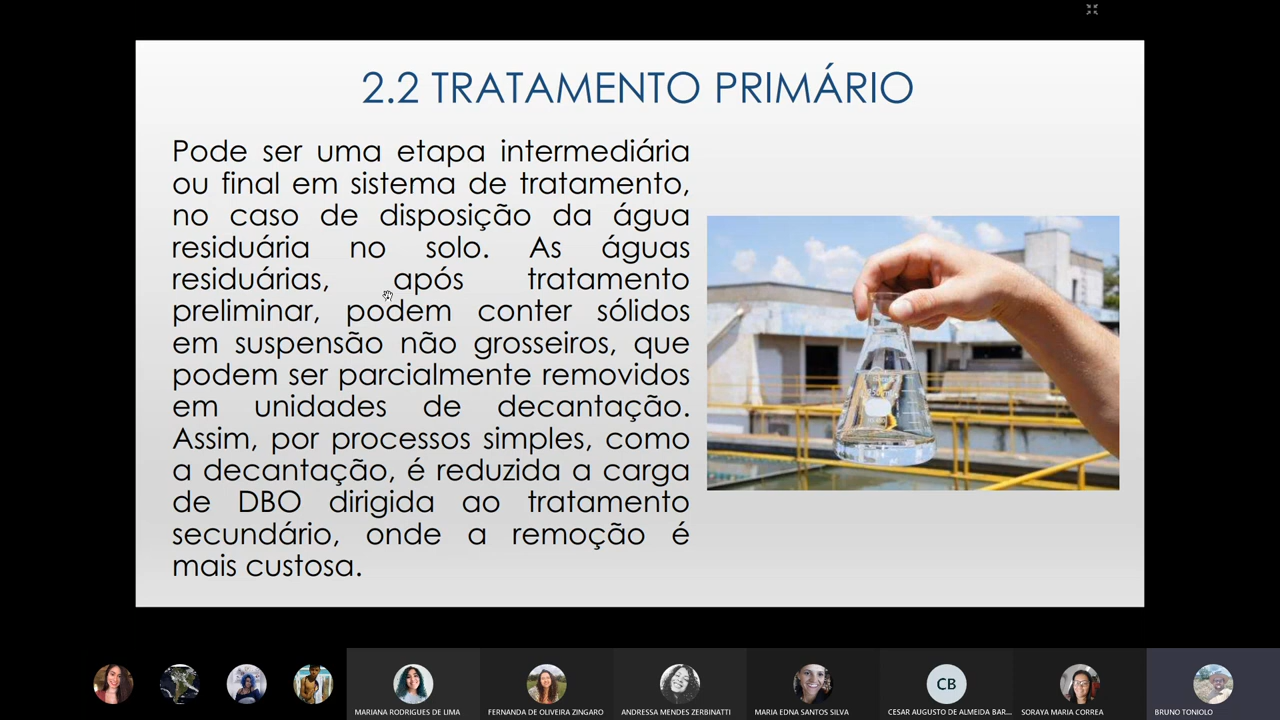 2.2 TRATAMENTO PRIMÁRIO
Pode ser uma etapa intermediária
ou final em sistema de tratamento,
no caso de disposição da água
residuária no solo. As águas
residuárias, após tratamento
preliminar, podem conter sólidos
em suspensão não grosseiros, que
podem ser parcialmente removidos
em unidades de decantação.
Assim, por processos simples, como
a decantação, é reduzida a carga
de DBO dirigida ao tratamento
secundário, onde a remoção é
mais custosa.
CB
MARIANA RODRIGUES DE LIMA
FERNANDA DE OLIVEIRA ZINGARO
ANDRESSA MENDES ZERBINATTI
MARIA EDNA SANTOS SILVA
CESAR AUGUSTO DE ALMEIDA BAR...
SORAYA MARIA CORREA
BRUNO TONIOLO